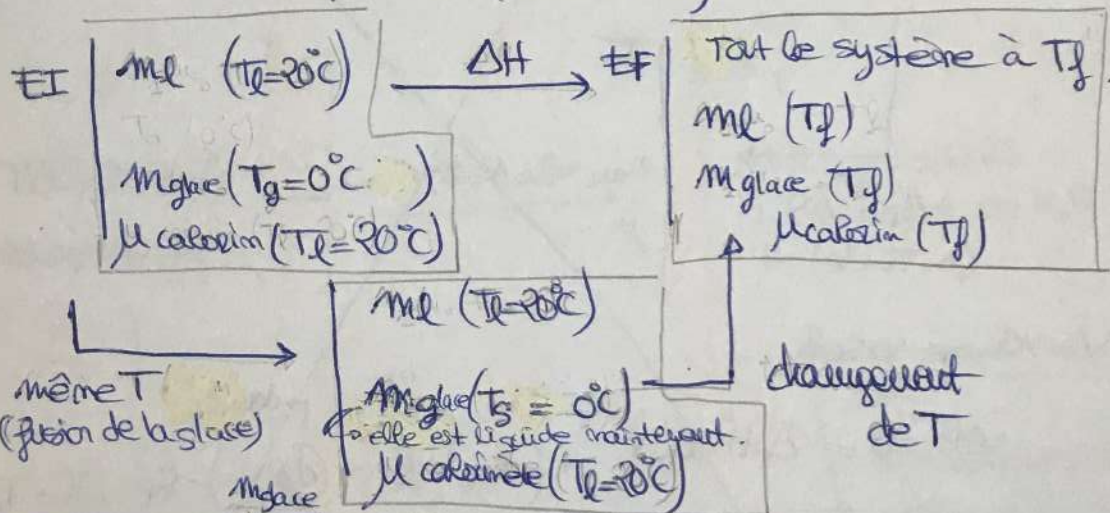 EI
ml (Tl=20°C)
mglace (Tg=0°C)
μ calorim (Tl=20°C)
ΔH
EF
Tout le système à Tf
ml (Tf)
mglace (Tf)
μcalorim (Tf)
même T
(fusion de la glace)
ml (Tl=20°C)
mglace (Tg = 0°C)
elle est liquide maintenant.
μ calorimète (Tl=20°C)
changement
de T
mglace